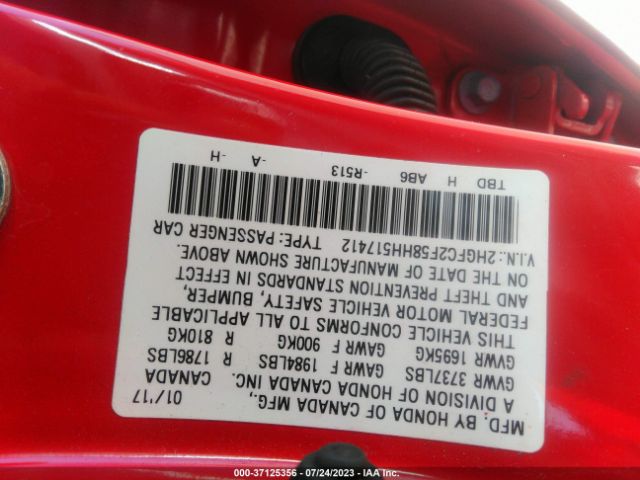 MFD. BY HONDA OF CANADA MFG.,
A DIVISION OF HONDA CANADA INC.
01/'17
CANADA
GVWR 3737LBS GAWR F 1984LBS R 1786LBS
GVWR 1695KG GAWR F 900KG R 810KG
THIS VEHICLE CONFORMS TO ALL APPLICABLE
FEDERAL MOTOR VEHICLE SAFETY, BUMPER,
AND THEFT PREVENTION STANDARDS IN EFFECT
ON THE DATE OF MANUFACTURE SHOWN ABOVE.
V.I.N.: 2HGFC2F58HH517412 TYPE: PASSENGER CAR
TBD H AB6 -R513 -A- -H
000-37125356 - 07/24/2023 - IAA Inc.